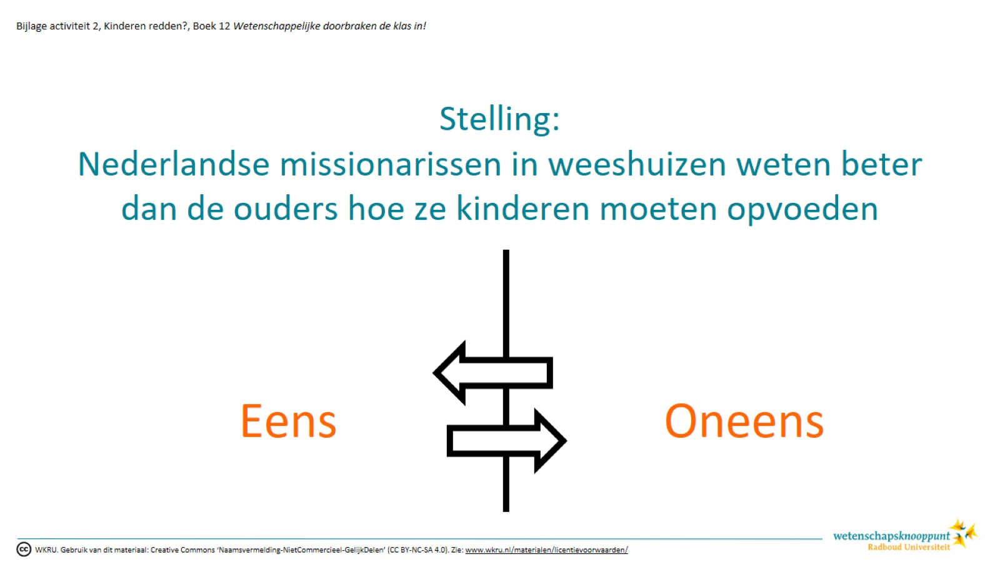 Bijlage activiteit 2, Kinderen redden?, Boek 12 Wetenschappelijke doorbraken de klas in!
Stelling:
Nederlandse missionarissen in weeshuizen weten beter
dan de ouders hoe ze kinderen moeten opvoeden
Eens
Oneens
wetenschapsknooppunt
Radboud Universiteit
cc WKRU. Gebruik van dit materiaal: Creative Commons ‘Naamsvermelding-NietCommercieel-GelijkDelen’ (CC BY-NC-SA 4.0). Zie: www.wkru.nl/materialen/licentievoorwaarden/